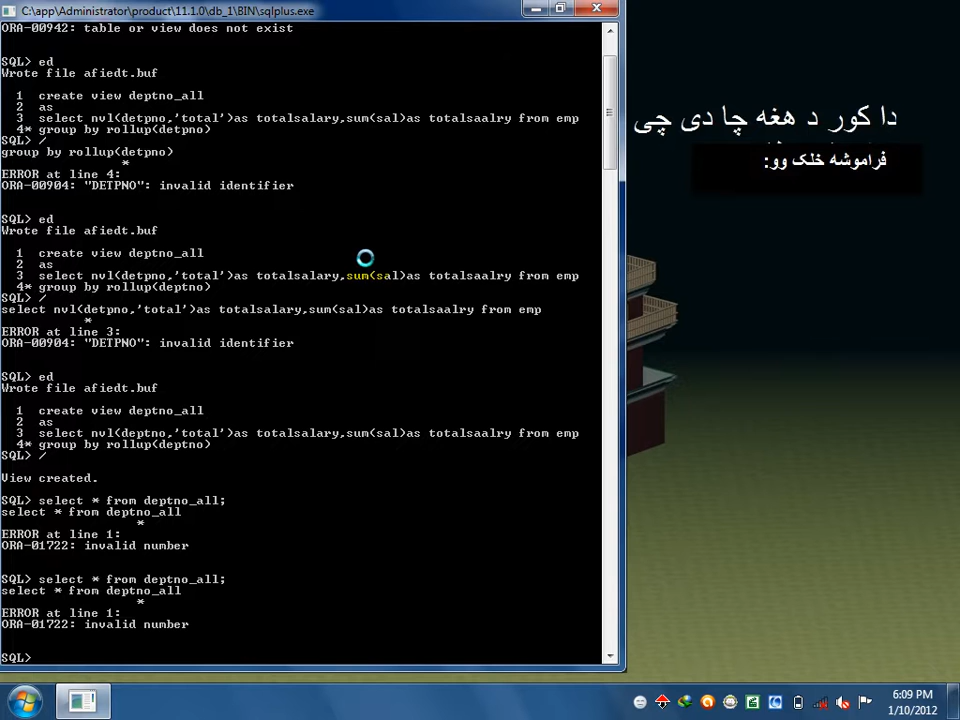 C:\app\Administrator\product\11.1.0\db_1\BIN\sqlplus.exe
ORA-00942: table or view does not exist
SQL> ed
Wrote file afiedt.buf
1 create view deptno_all
2 as
3 select nvl(deptno,'total')as totalsalary,sum(sal)as totalsaalry from emp
4* group by rollup(detpno)
SQL> /
group by rollup(detpno)
*
ERROR at line 4:
ORA-00904: "DETPNO": invalid identifier
SQL> ed
Wrote file afiedt.buf
1 create view deptno_all
2 as
3 select nvl(detpno,'total')as totalsalary,sum(sal)as totalsaalry from emp
4* group by rollup(deptno)
SQL> /
select nvl(detpno,'total')as totalsalary,sum(sal)as totalsaalry from emp
*
ERROR at line 3:
ORA-00904: "DETPNO": invalid identifier
SQL> ed
Wrote file afiedt.buf
1 create view deptno_all
2 as
3 select nvl(deptno,'total')as totalsalary,sum(sal)as totalsaalry from emp
4* group by rollup(deptno)
SQL> /
View created.
SQL> select * from deptno_all;
select * from deptno_all
*
ERROR at line 1:
ORA-01722: invalid number
SQL> select * from deptno_all;
select * from deptno_all
*
ERROR at line 1:
ORA-01722: invalid number
SQL>
دا کور د هغه چا دی چی
فراموشه خلک وو:
6:09 PM
1/10/2012